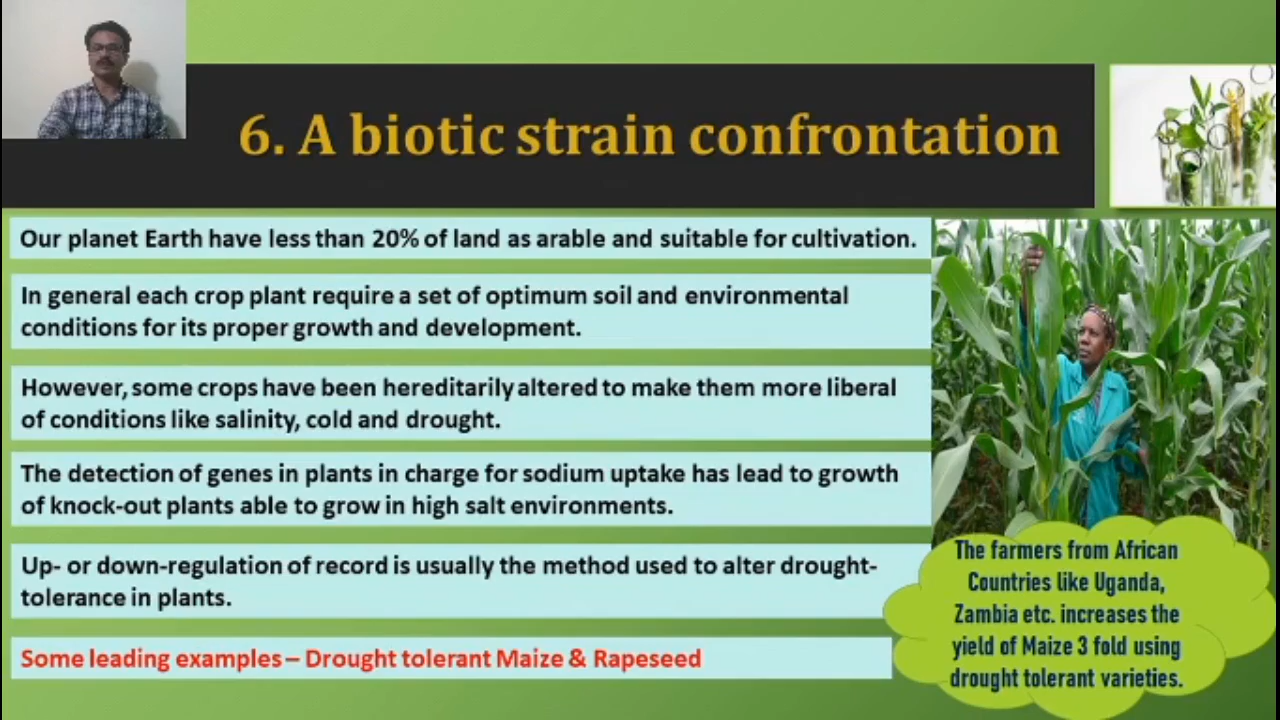 6. A biotic strain confrontation
Our planet Earth have less than 20% of land as arable and suitable for cultivation.
In general each crop plant require a set of optimum soil and environmental
conditions for its proper growth and development.
However, some crops have been hereditarily altered to make them more liberal
of conditions like salinity, cold and drought.
The detection of genes in plants in charge for sodium uptake has lead to growth
of knock-out plants able to grow in high salt environments.
Up- or down-regulation of record is usually the method used to alter drought-
tolerance in plants.
Some leading examples – Drought tolerant Maize & Rapeseed
The farmers from African
Countries like Uganda,
Zambia etc. increases the
yield of Maize 3 fold using
drought tolerant varieties.